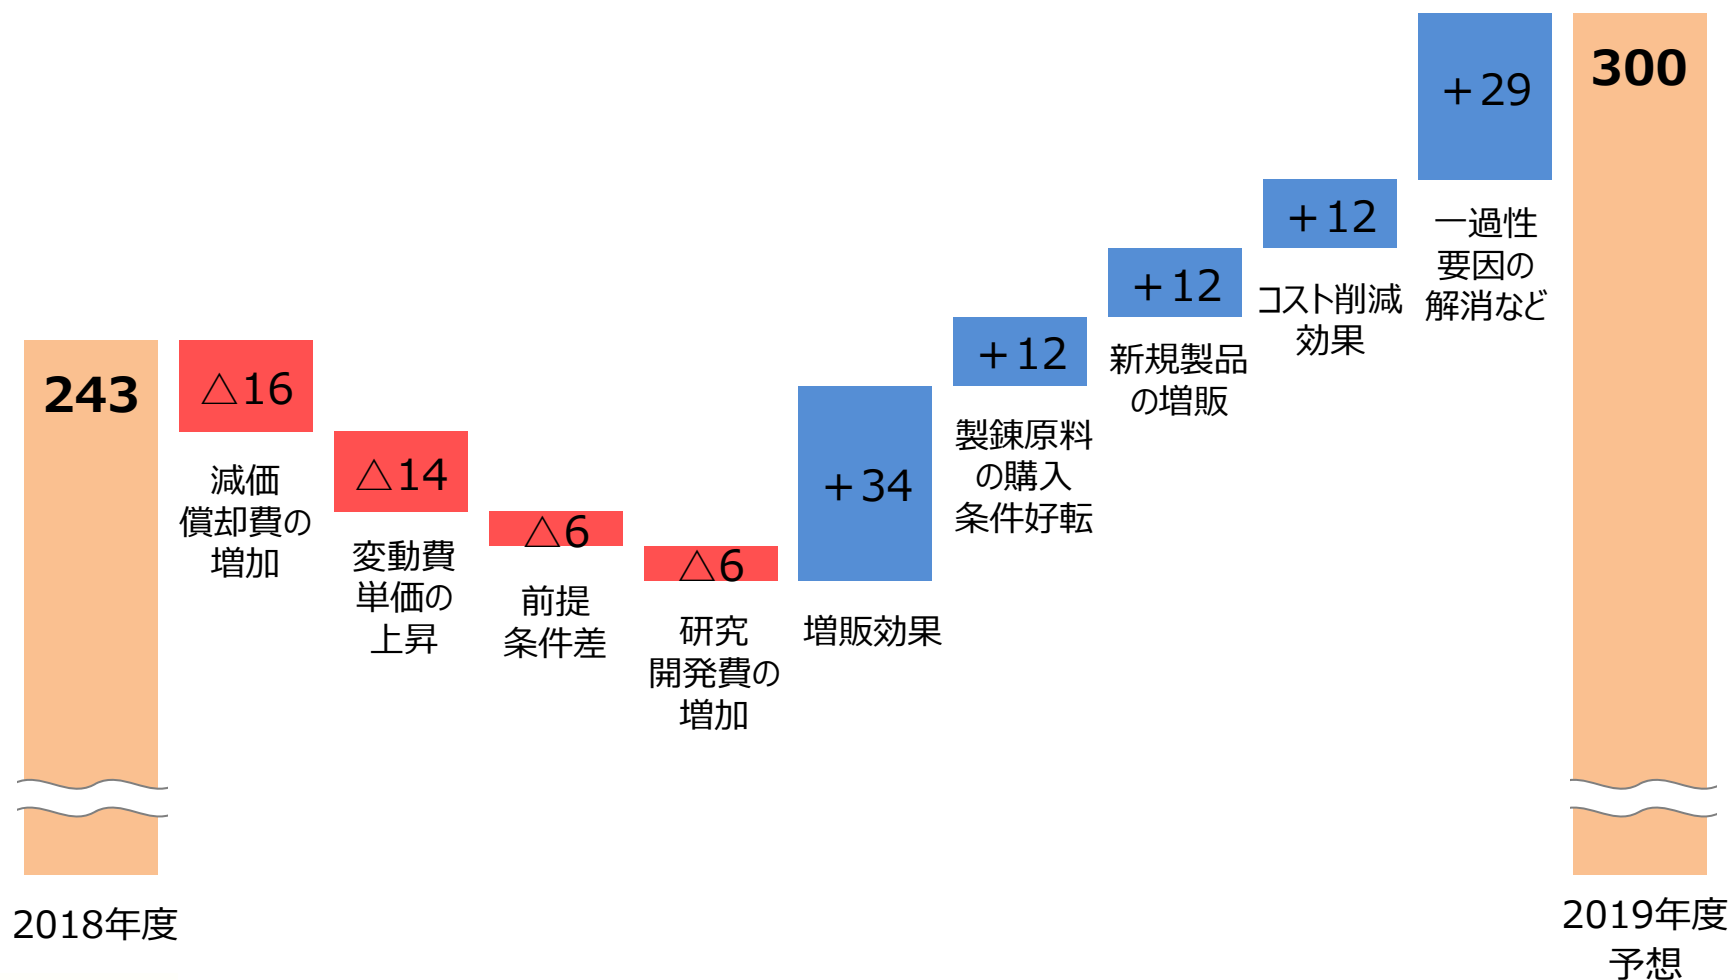 243
2018年度
△16
減価
償却費の
増加
△14
変動費
単価の
上昇
△6
前提
条件差
△6
研究
開発費の
増加
＋34
増販効果
＋12
製錬原料
の購入
条件好転
＋12
新規製品
の増販
＋12
コスト削減
効果
＋29
一過性
要因の
解消など
300
2019年度
予想